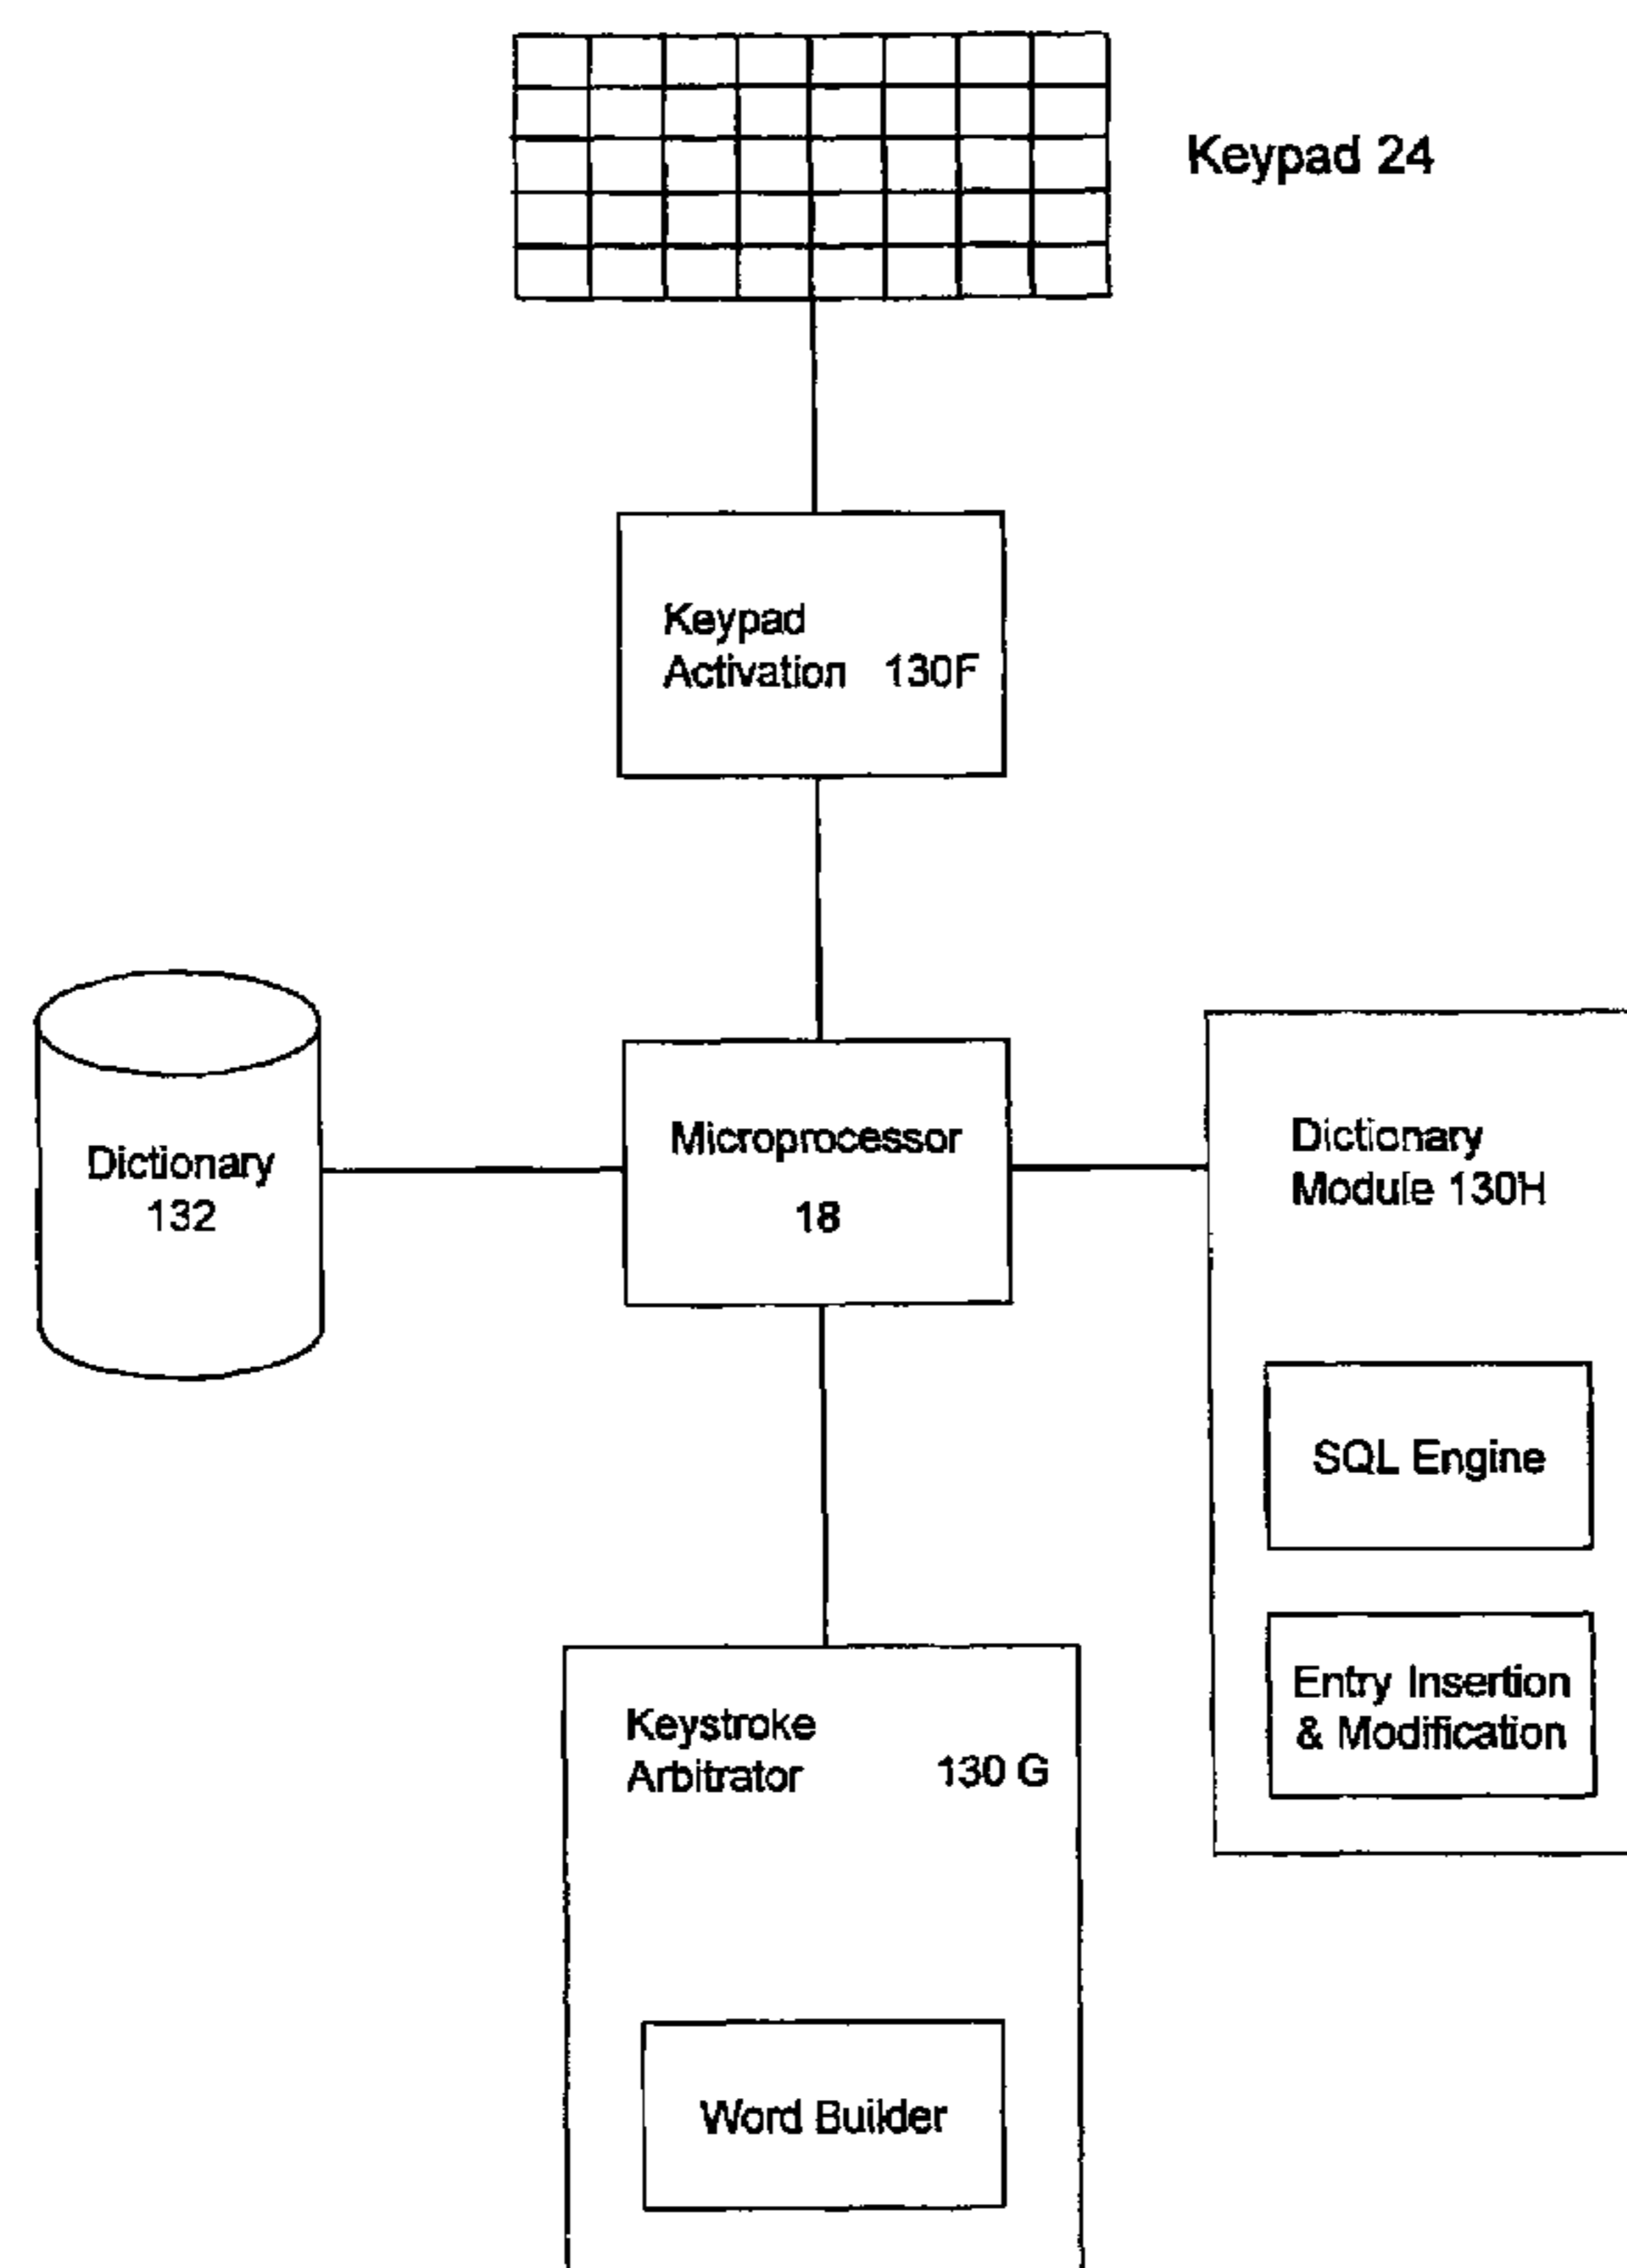 Keypad 24
Keypad
Activation 130F
Microprocessor
18
Dictionary
132
Dictionary
Module 130H
SQL Engine
Entry Insertion
& Modification
Keystroke
Arbitrator 130 G
Word Builder